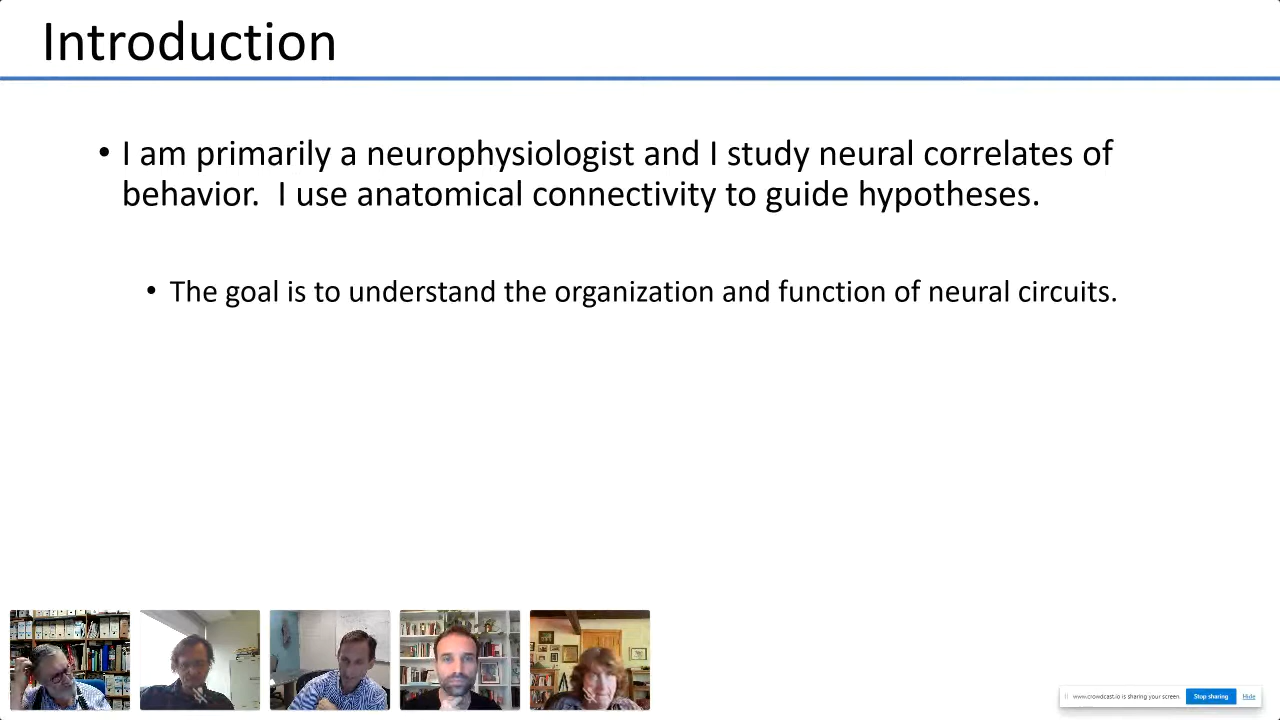 Introduction
• I am primarily a neurophysiologist and I study neural correlates of
behavior.  I use anatomical connectivity to guide hypotheses.
• The goal is to understand the organization and function of neural circuits.
www.crowdcast.io is sharing your screen
Stop sharing
Hide